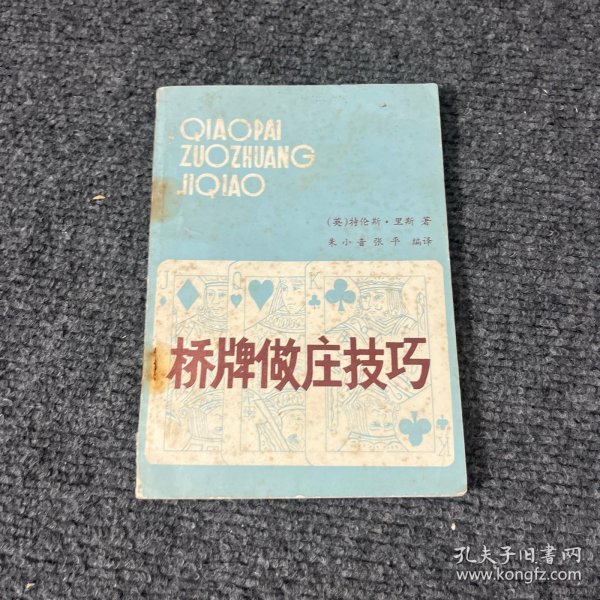 QIAOPAI
ZUOZHUANG
JIQIAO
(英)特伦斯·里斯 著
朱小音 张平 编译
J Q K
桥牌做庄技巧
K
孔夫子旧书网
www.kongfz.com